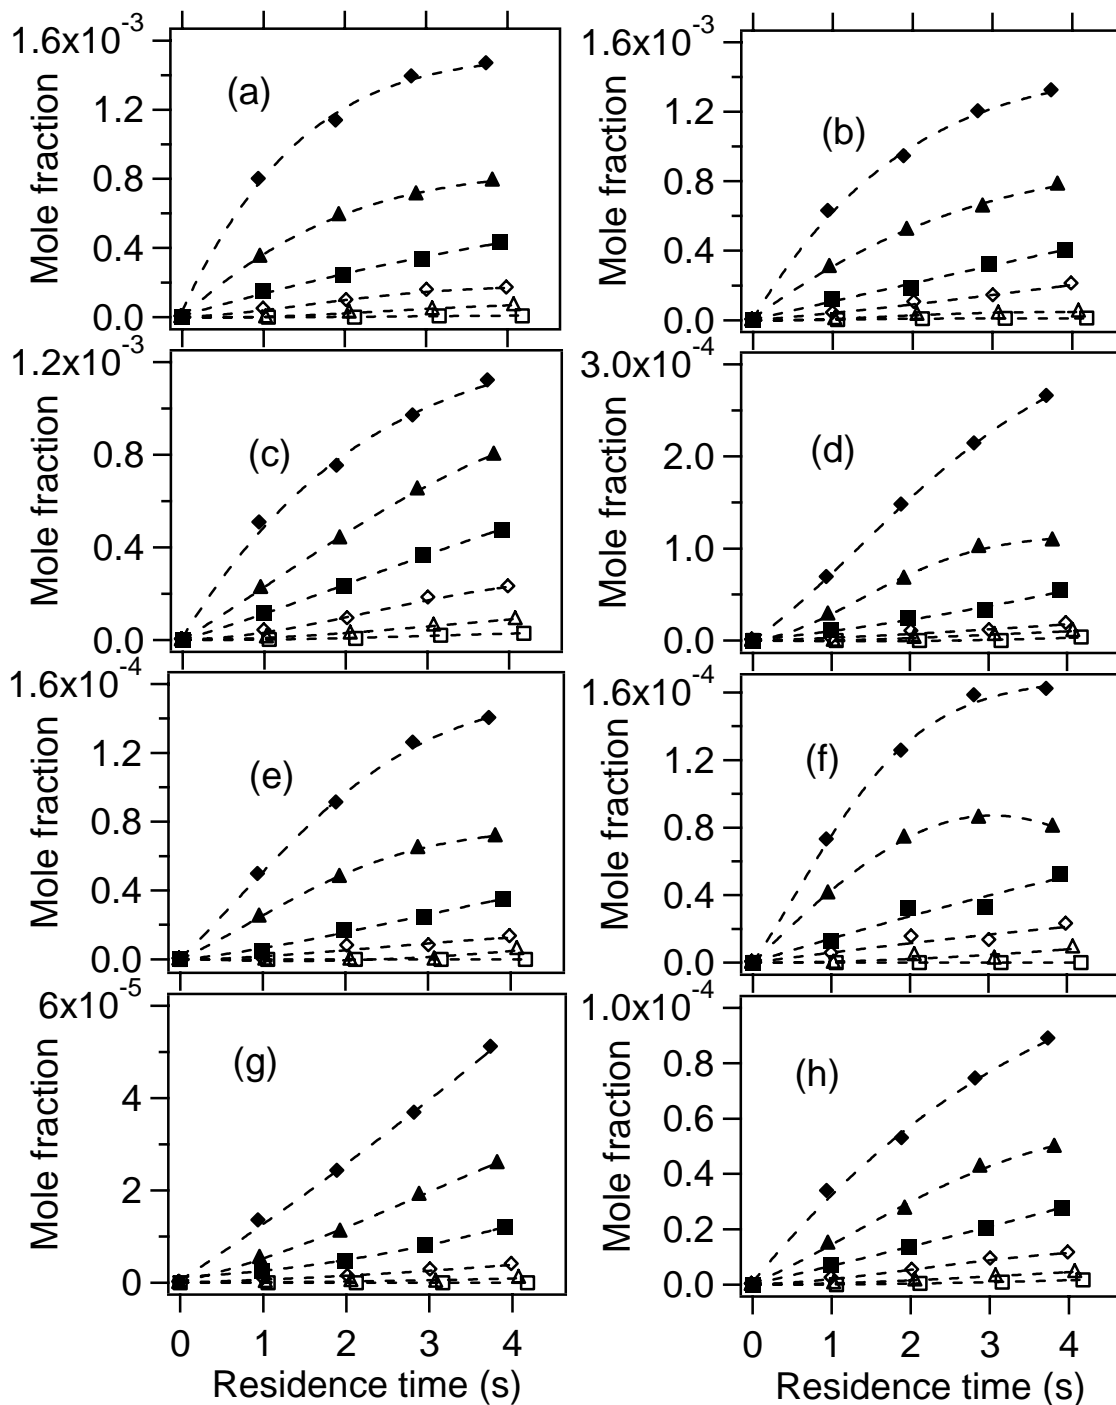 1.6x10-3
1.2
0.8
0.4
0.0
Mole fraction
(a)
1.6x10-3
1.2
0.8
0.4
0.0
Mole fraction
(b)
1.2x10-3
0.8
0.4
0.0
Mole fraction
(c)
3.0x10-4
2.0
1.0
0.0
Mole fraction
(d)
1.6x10-4
1.2
0.8
0.4
0.0
Mole fraction
(e)
1.6x10-4
1.2
0.8
0.4
0.0
Mole fraction
(f)
6x10-5
4
2
0
Mole fraction
(g)
0 1 2 3 4
Residence time (s)
1.0x10-4
0.8
0.6
0.4
0.2
0.0
Mole fraction
(h)
0 1 2 3 4
Residence time (s)